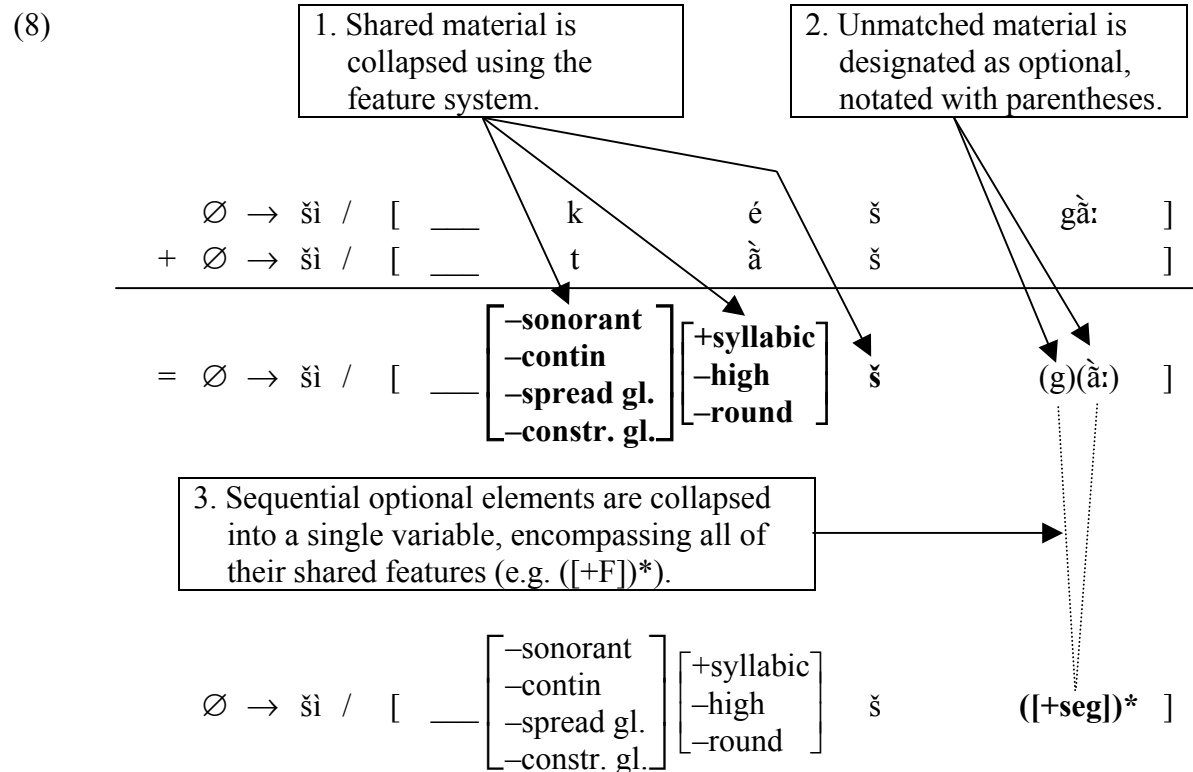 (8)
1. Shared material is
collapsed using the
feature system.
2. Unmatched material is
designated as optional,
notated with parentheses.
∅ → šì / [ ___ k é š gã̀ː ]
+ ∅ → šì / [ ___ t ã̀ š ]
= ∅ → šì / [ ___ [–sonorant –contin –spread gl. –constr. gl.] [+syllabic –high –round] š (g)(ã̀ː) ]
3. Sequential optional elements are collapsed
into a single variable, encompassing all of
their shared features (e.g. ([+F])*).
∅ → šì / [ ___ [–sonorant –contin –spread gl. –constr. gl.] [+syllabic –high –round] š ([+seg])* ]